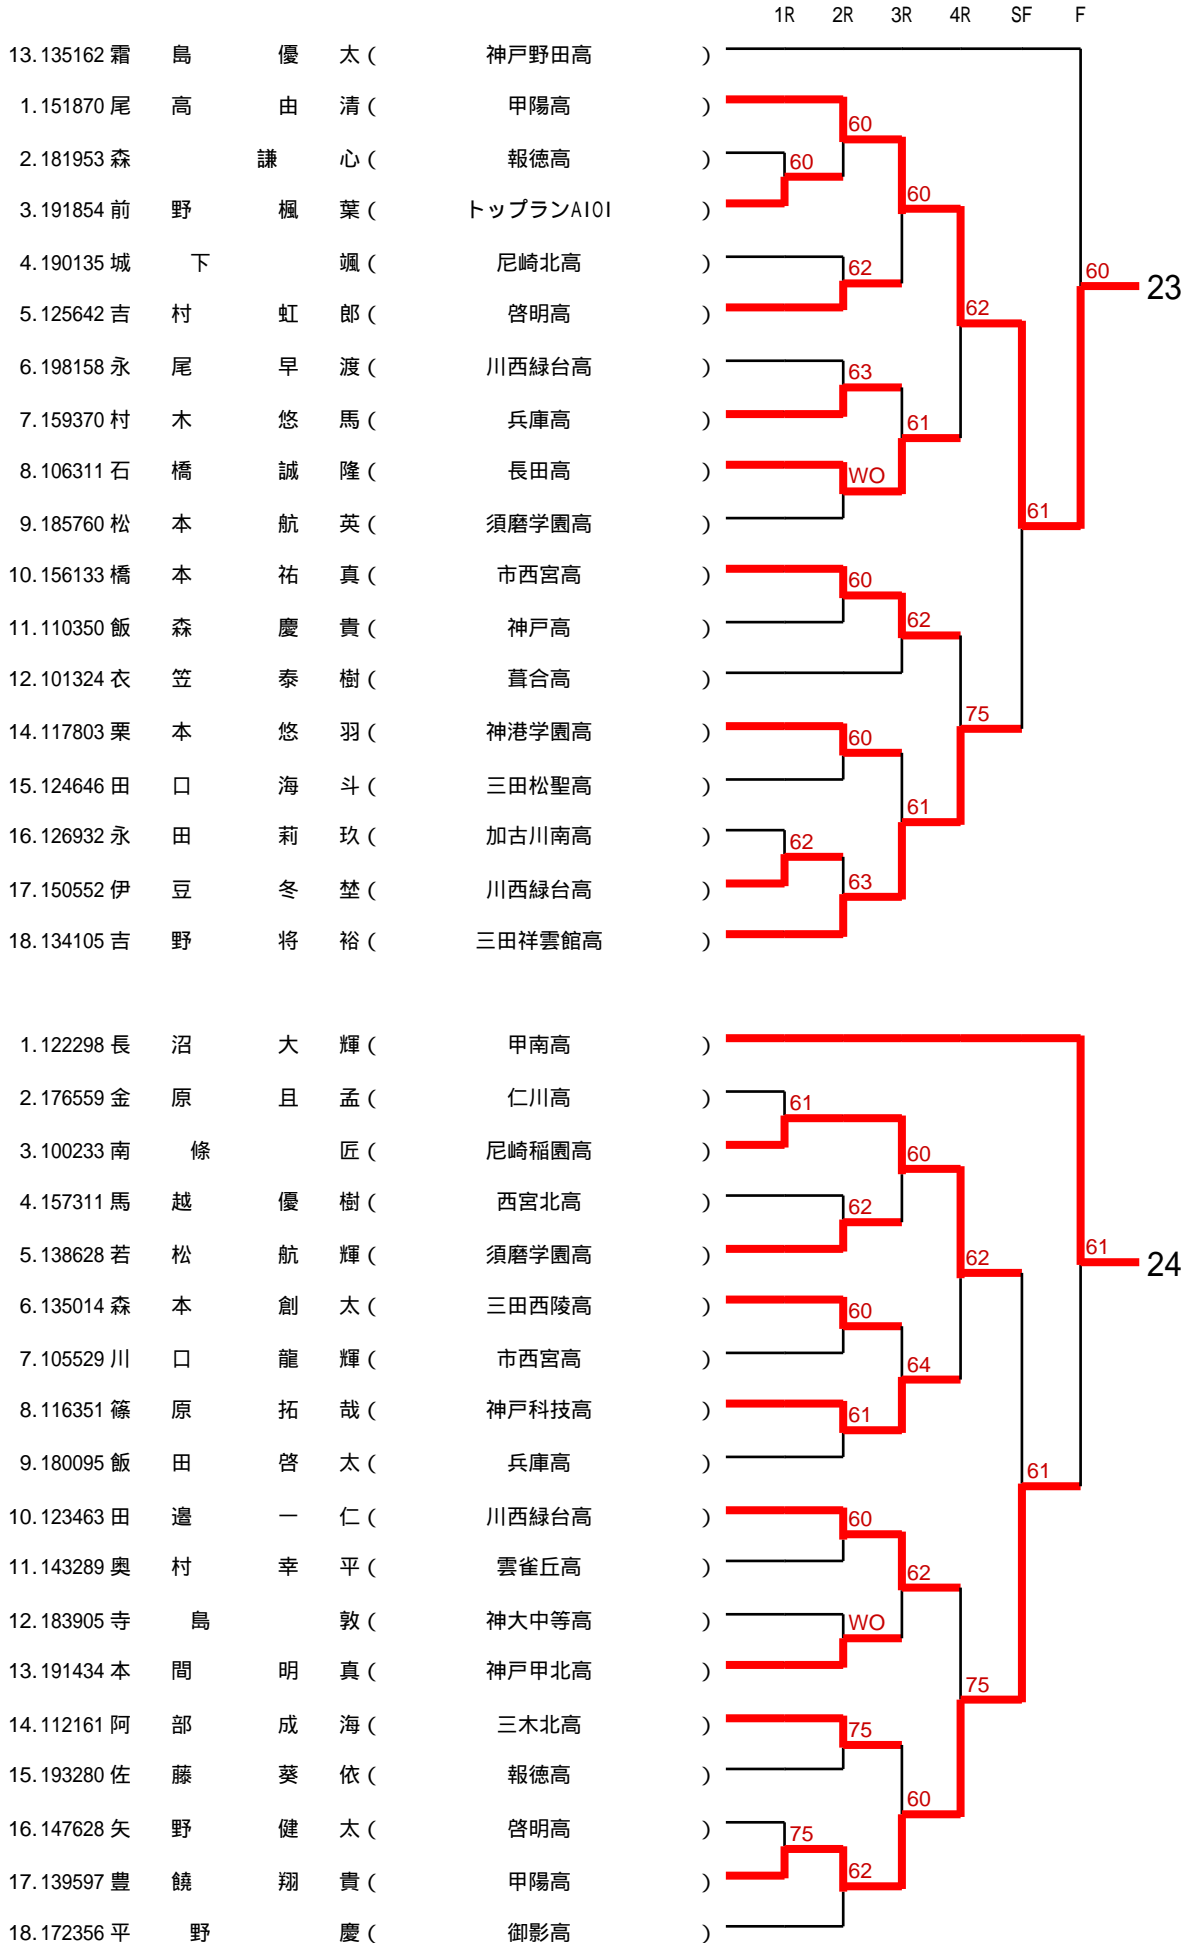 1R 2R 3R 4R SF F
13.135162 霜 島 優 太 ( 神戸野田高 )
1.151870 尾 高 由 清 ( 甲陽高 )
60
2.181953 森 謙 心 ( 報徳高 ) 60
3.191854 前 野 楓 葉 ( トップランAIOI ) 60
4.190135 城 下 颯 ( 尼崎北高 ) 62
60 23
5.125642 吉 村 虹 郎 ( 啓明高 ) 62
6.198158 永 尾 早 渡 ( 川西緑台高 ) 63
7.159370 村 木 悠 馬 ( 兵庫高 ) 61
8.106311 石 橋 誠 隆 ( 長田高 ) WO
9.185760 松 本 航 英 ( 須磨学園高 ) 61
10.156133 橋 本 祐 真 ( 市西宮高 ) 60
11.110350 飯 森 慶 貴 ( 神戸高 ) 62
12.101324 衣 笠 泰 樹 ( 葺合高 )
75
14.117803 栗 本 悠 羽 ( 神港学園高 ) 60
15.124646 田 口 海 斗 ( 三田松聖高 )
61
16.126932 永 田 莉 玖 ( 加古川南高 ) 62
17.150552 伊 豆 冬 埜 ( 川西緑台高 ) 63
18.134105 吉 野 将 裕 ( 三田祥雲館高 )
1.122298 長 沼 大 輝 ( 甲南高 )
2.176559 金 原 且 孟 ( 仁川高 ) 61
3.100233 南 條 匠 ( 尼崎稲園高 ) 60
4.157311 馬 越 優 樹 ( 西宮北高 ) 62
5.138628 若 松 航 輝 ( 須磨学園高 ) 62 61 24
6.135014 森 本 創 太 ( 三田西陵高 ) 60
7.105529 川 口 龍 輝 ( 市西宮高 ) 64
8.116351 篠 原 拓 哉 ( 神戸科技高 ) 61
9.180095 飯 田 啓 太 ( 兵庫高 ) 61
10.123463 田 邉 一 仁 ( 川西緑台高 ) 60
11.143289 奥 村 幸 平 ( 雲雀丘高 ) 62
12.183905 寺 島 敦 ( 神大中等高 ) WO
13.191434 本 間 明 真 ( 神戸甲北高 ) 75
14.112161 阿 部 成 海 ( 三木北高 ) 75
15.193280 佐 藤 葵 依 ( 報徳高 )
60
16.147628 矢 野 健 太 ( 啓明高 ) 75
17.139597 豊 饒 翔 貴 ( 甲陽高 ) 62
18.172356 平 野 慶 ( 御影高 )